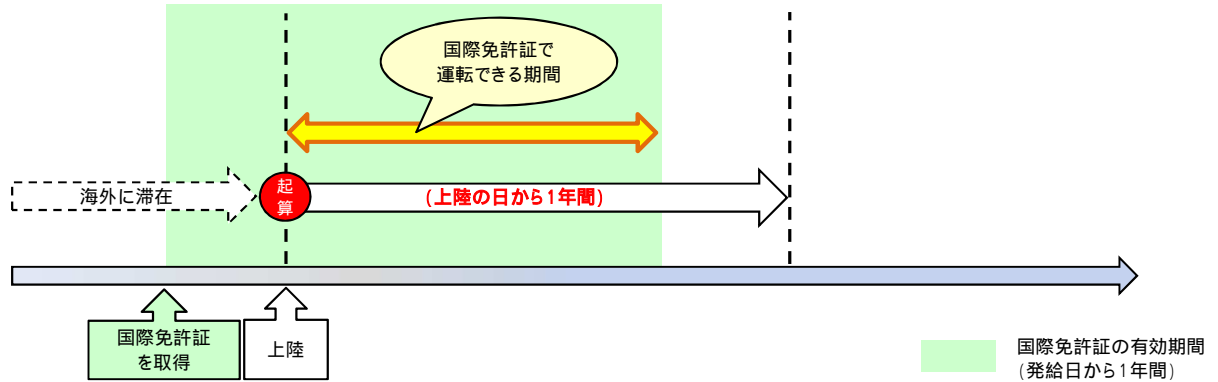 国際免許証で
運転できる期間
海外に滞在
起
算
(上陸の日から1年間)
国際免許証
を取得
上陸
国際免許証の有効期間
(発給日から1年間)